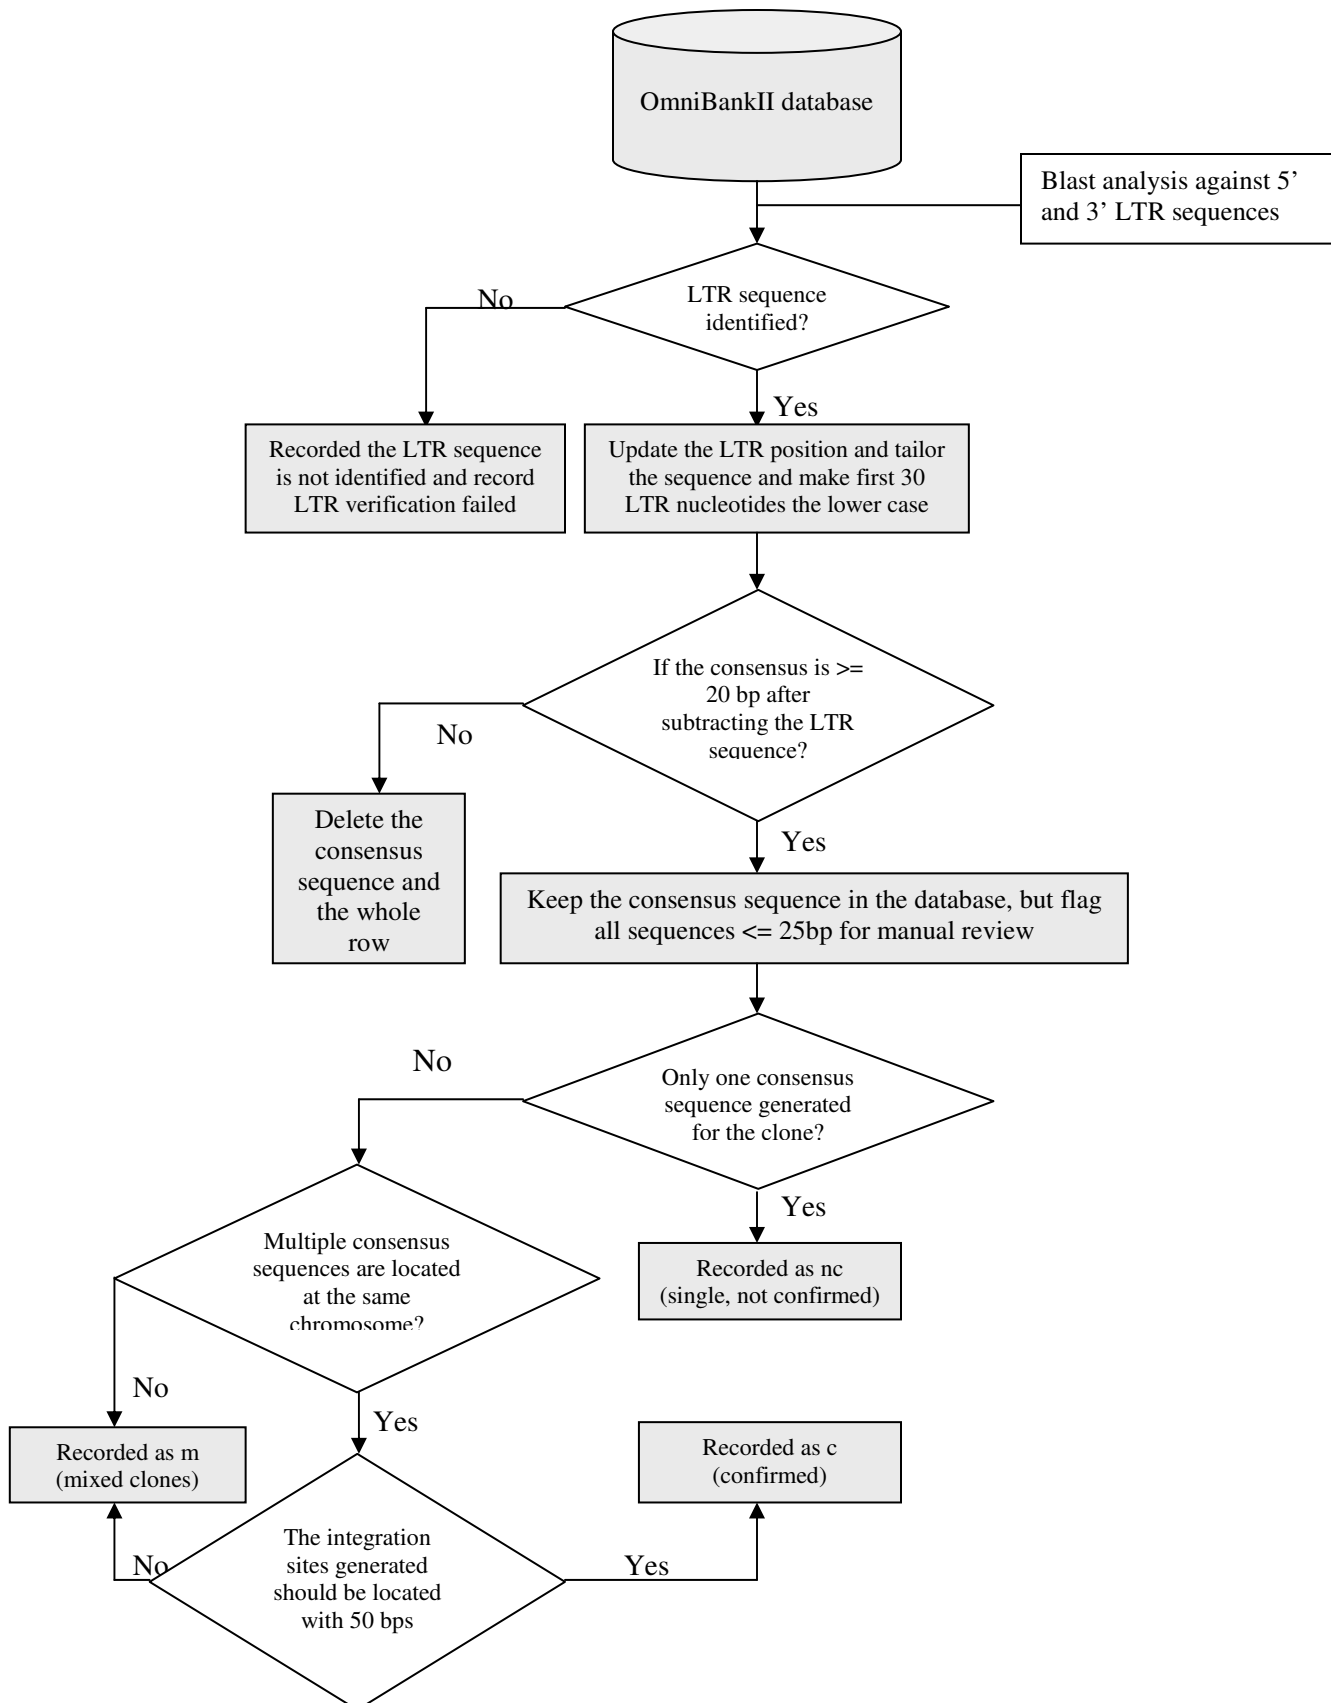 OmniBankII database
Blast analysis against 5’
and 3’ LTR sequences
LTR sequence
identified?
No
Yes
Recorded the LTR sequence
is not identified and record
LTR verification failed
Update the LTR position and tailor
the sequence and make first 30
LTR nucleotides the lower case
If the consensus is >=
20 bp after
subtracting the LTR
sequence?
No
Delete the
consensus
sequence and
the whole
row
Yes
Keep the consensus sequence in the database, but flag
all sequences <= 25bp for manual review
Only one consensus
sequence generated
for the clone?
No
Yes
Recorded as nc
(single, not confirmed)
Multiple consensus
sequences are located
at the same
chromosome?
No
Yes
Recorded as m
(mixed clones)
Recorded as c
(confirmed)
The integration
sites generated
should be located
with 50 bps
No
Yes